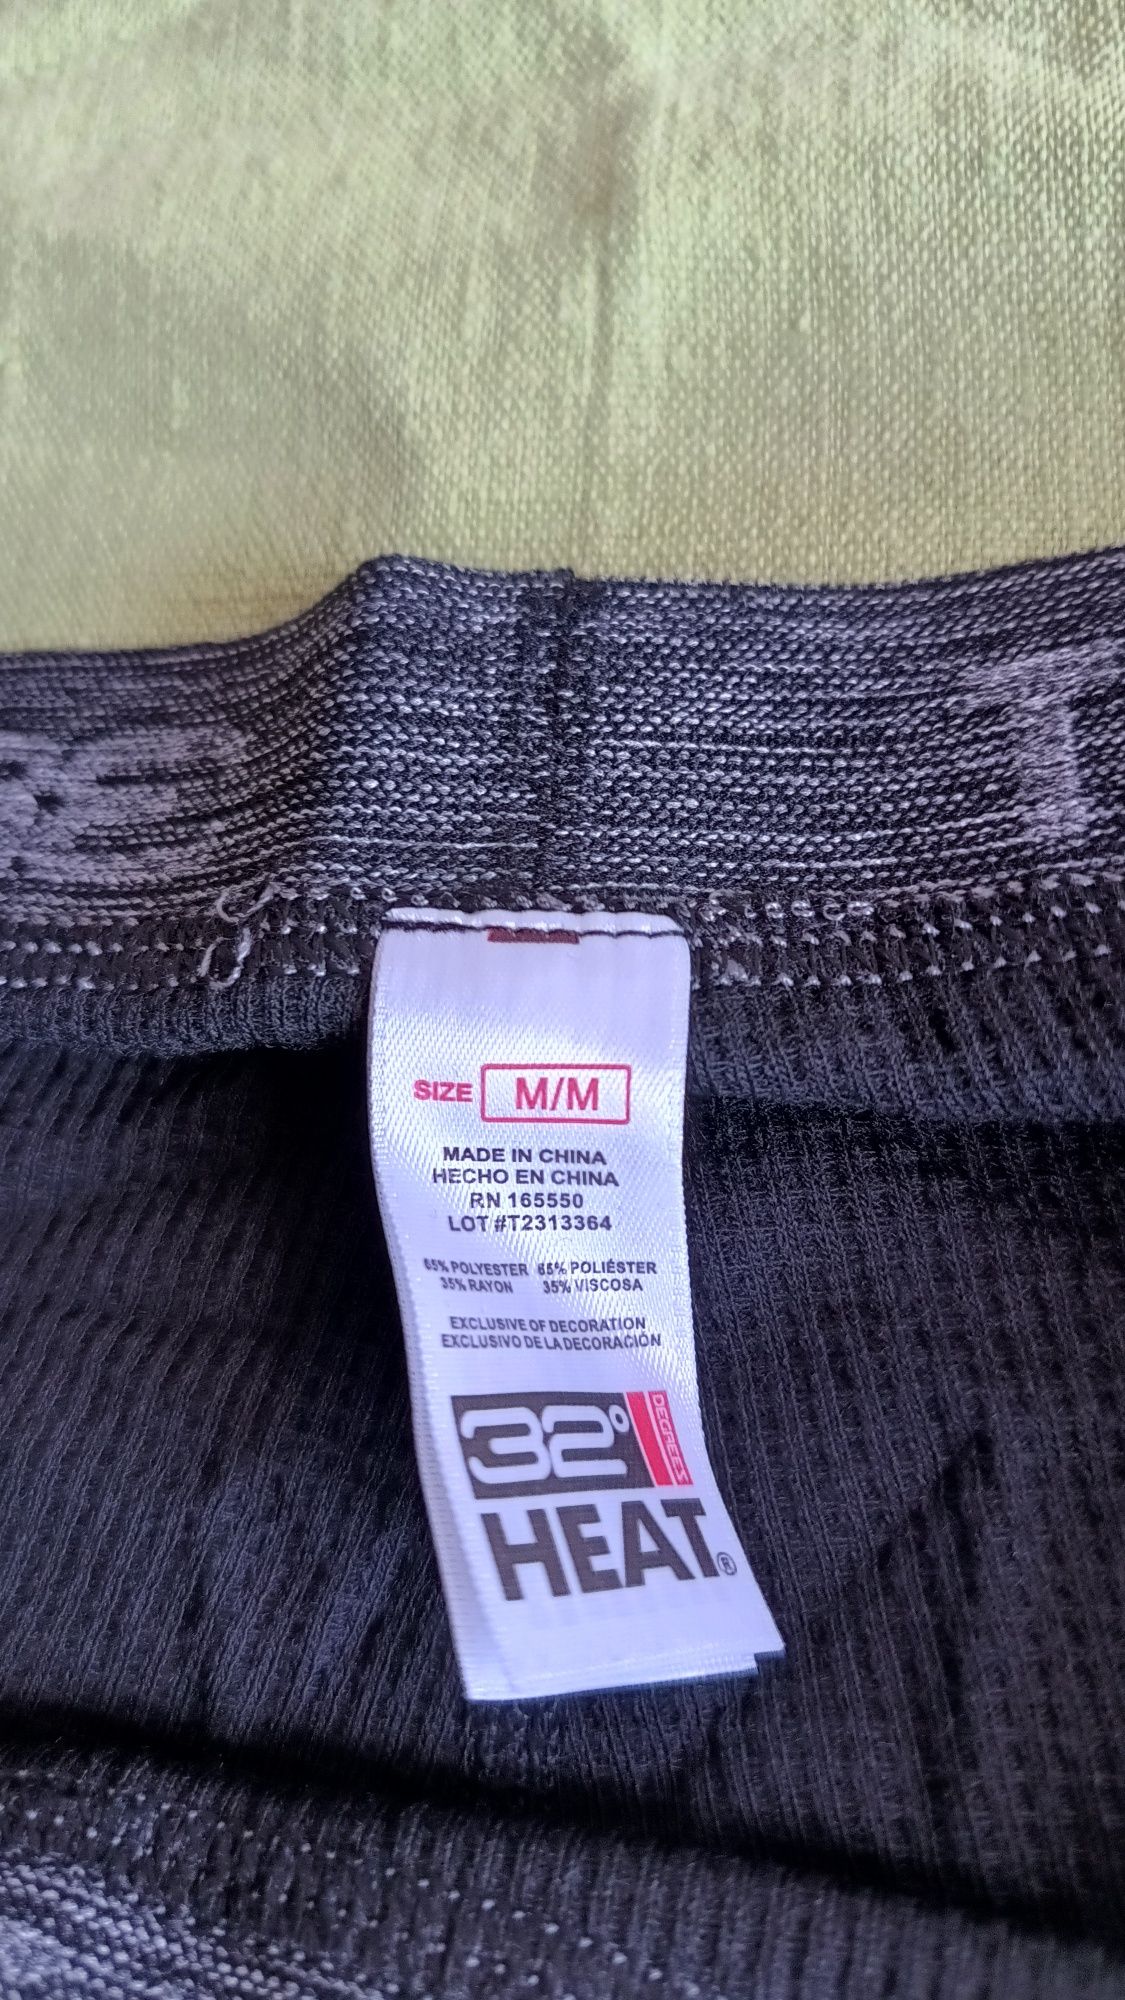 SIZE M/M
MADE IN CHINA
HECHO EN CHINA
RN 165550
LOT #T2313364
65% POLYESTER 65% POLIÉSTER
35% RAYON 35% VISCOSA
EXCLUSIVE OF DECORATION
EXCLUSIVO DE LA DECORACIÓN
32° DEGREES
HEAT®